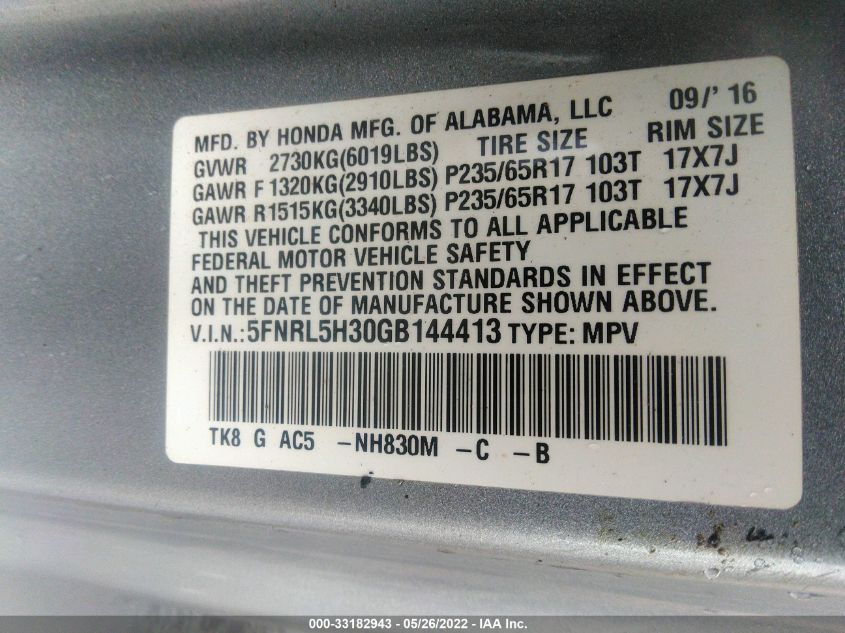 MFD. BY HONDA MFG. OF ALABAMA, LLC 09/' 16
GVWR 2730KG(6019LBS) TIRE SIZE RIM SIZE
GAWR F 1320KG(2910LBS) P235/65R17 103T 17X7J
GAWR R1515KG(3340LBS) P235/65R17 103T 17X7J
THIS VEHICLE CONFORMS TO ALL APPLICABLE
FEDERAL MOTOR VEHICLE SAFETY
AND THEFT PREVENTION STANDARDS IN EFFECT
ON THE DATE OF MANUFACTURE SHOWN ABOVE.
V.I.N.:5FNRL5H30GB144413 TYPE: MPV
TK8 G AC5 -NH830M -C -B
000-33182943 - 05/26/2022 - IAA Inc.